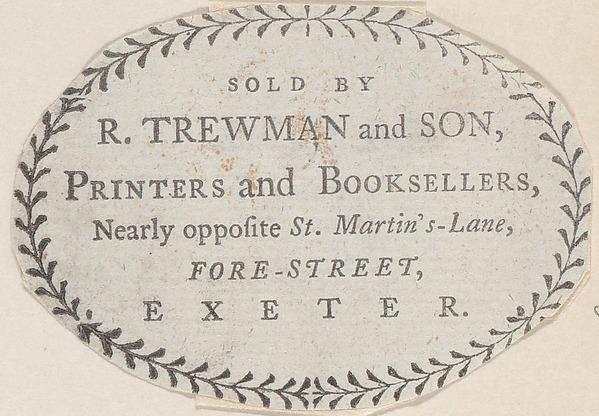 SOLD BY
R. TREWMAN and SON,
PRINTERS and BOOKSELLERS,
Nearly oppoſite St. Martin's-Lane,
FORE-STREET,
EXETER.